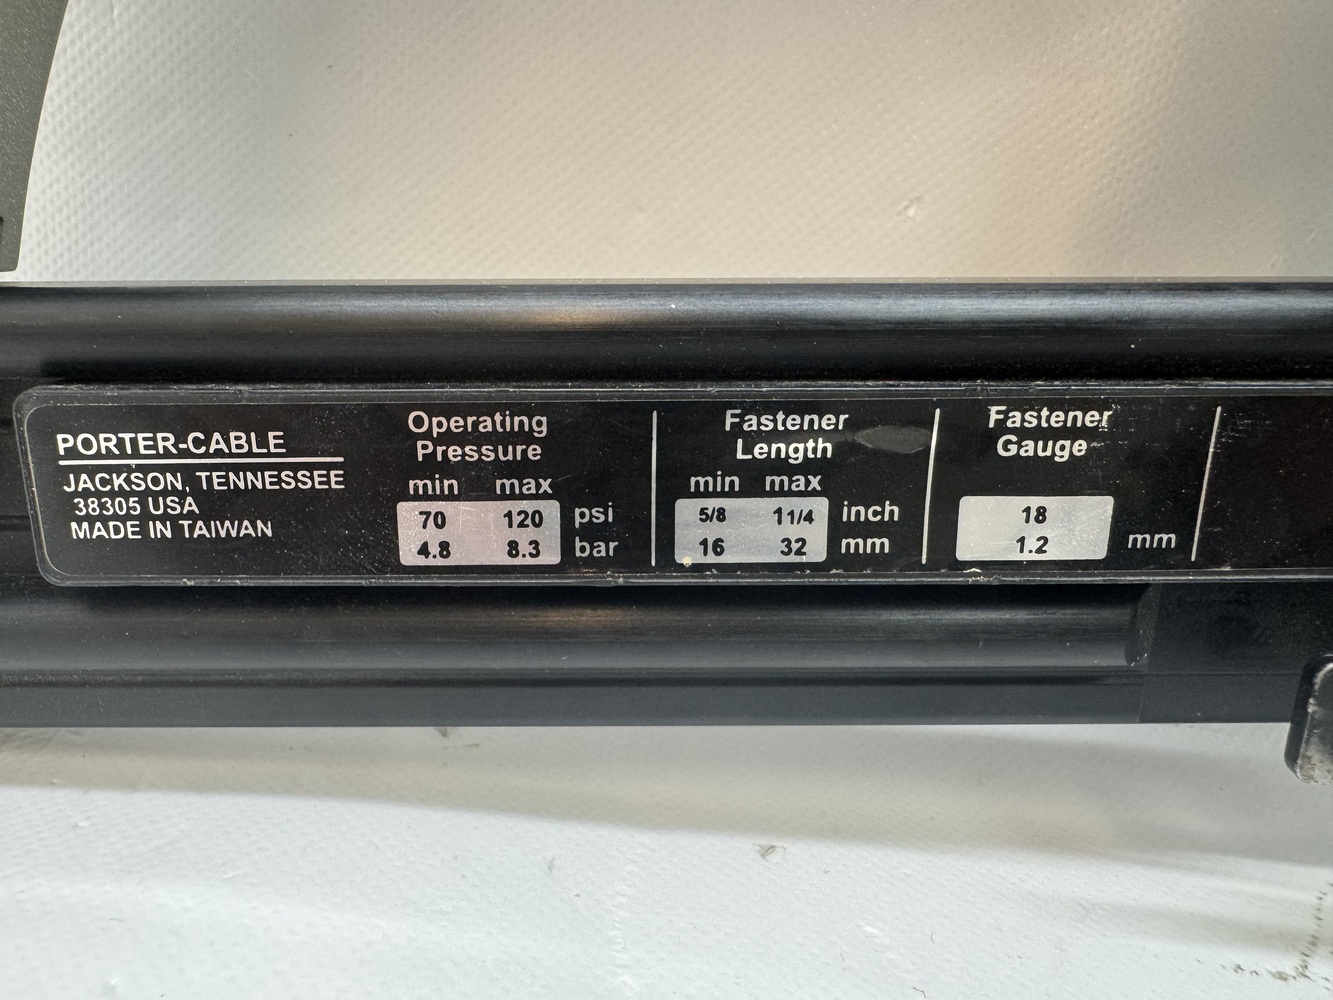 PORTER-CABLE
JACKSON, TENNESSEE
38305 USA
MADE IN TAIWAN
Operating
Pressure
min max
70 120 psi
4.8 8.3 bar
Fastener
Length
min max
5/8 1 1/4 inch
16 32 mm
Fastener
Gauge
18
1.2 mm